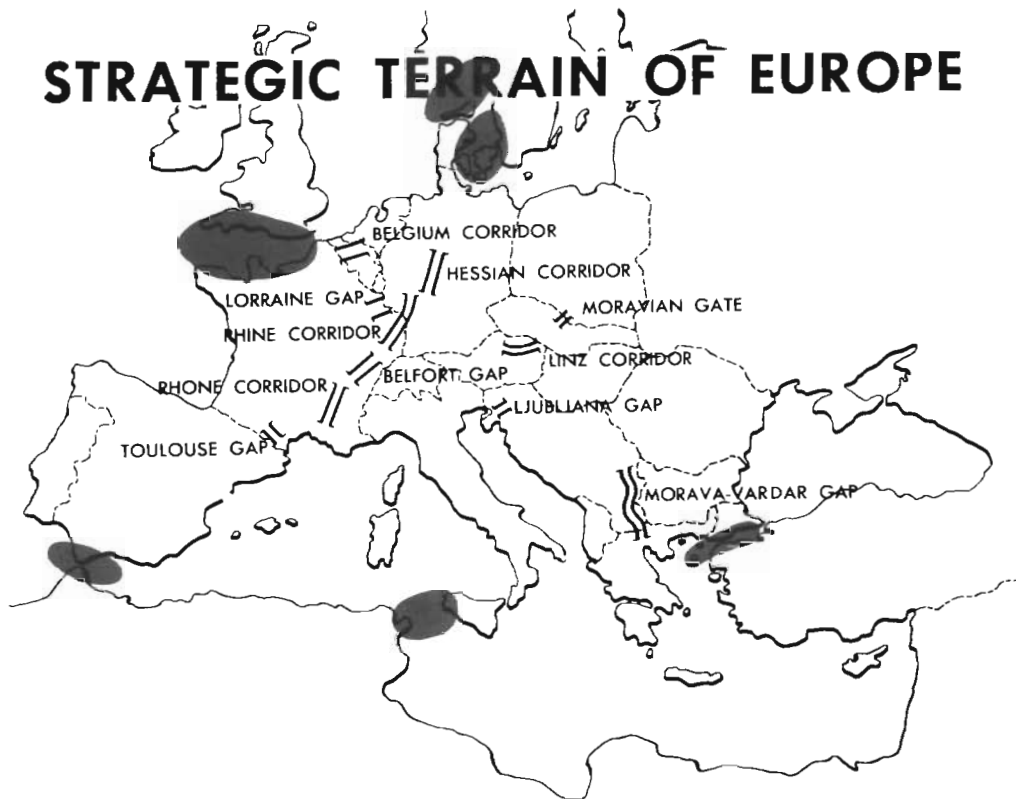 STRATEGIC TERRAIN OF EUROPE
BELGIUM CORRIDOR
HESSIAN CORRIDOR
LORRAINE GAP
MORAVIAN GATE
RHINE CORRIDOR
LINZ CORRIDOR
BELFORT GAP
RHONE CORRIDOR
LJUBLIANA GAP
TOULOUSE GAP
MORAVA-VARDAR GAP